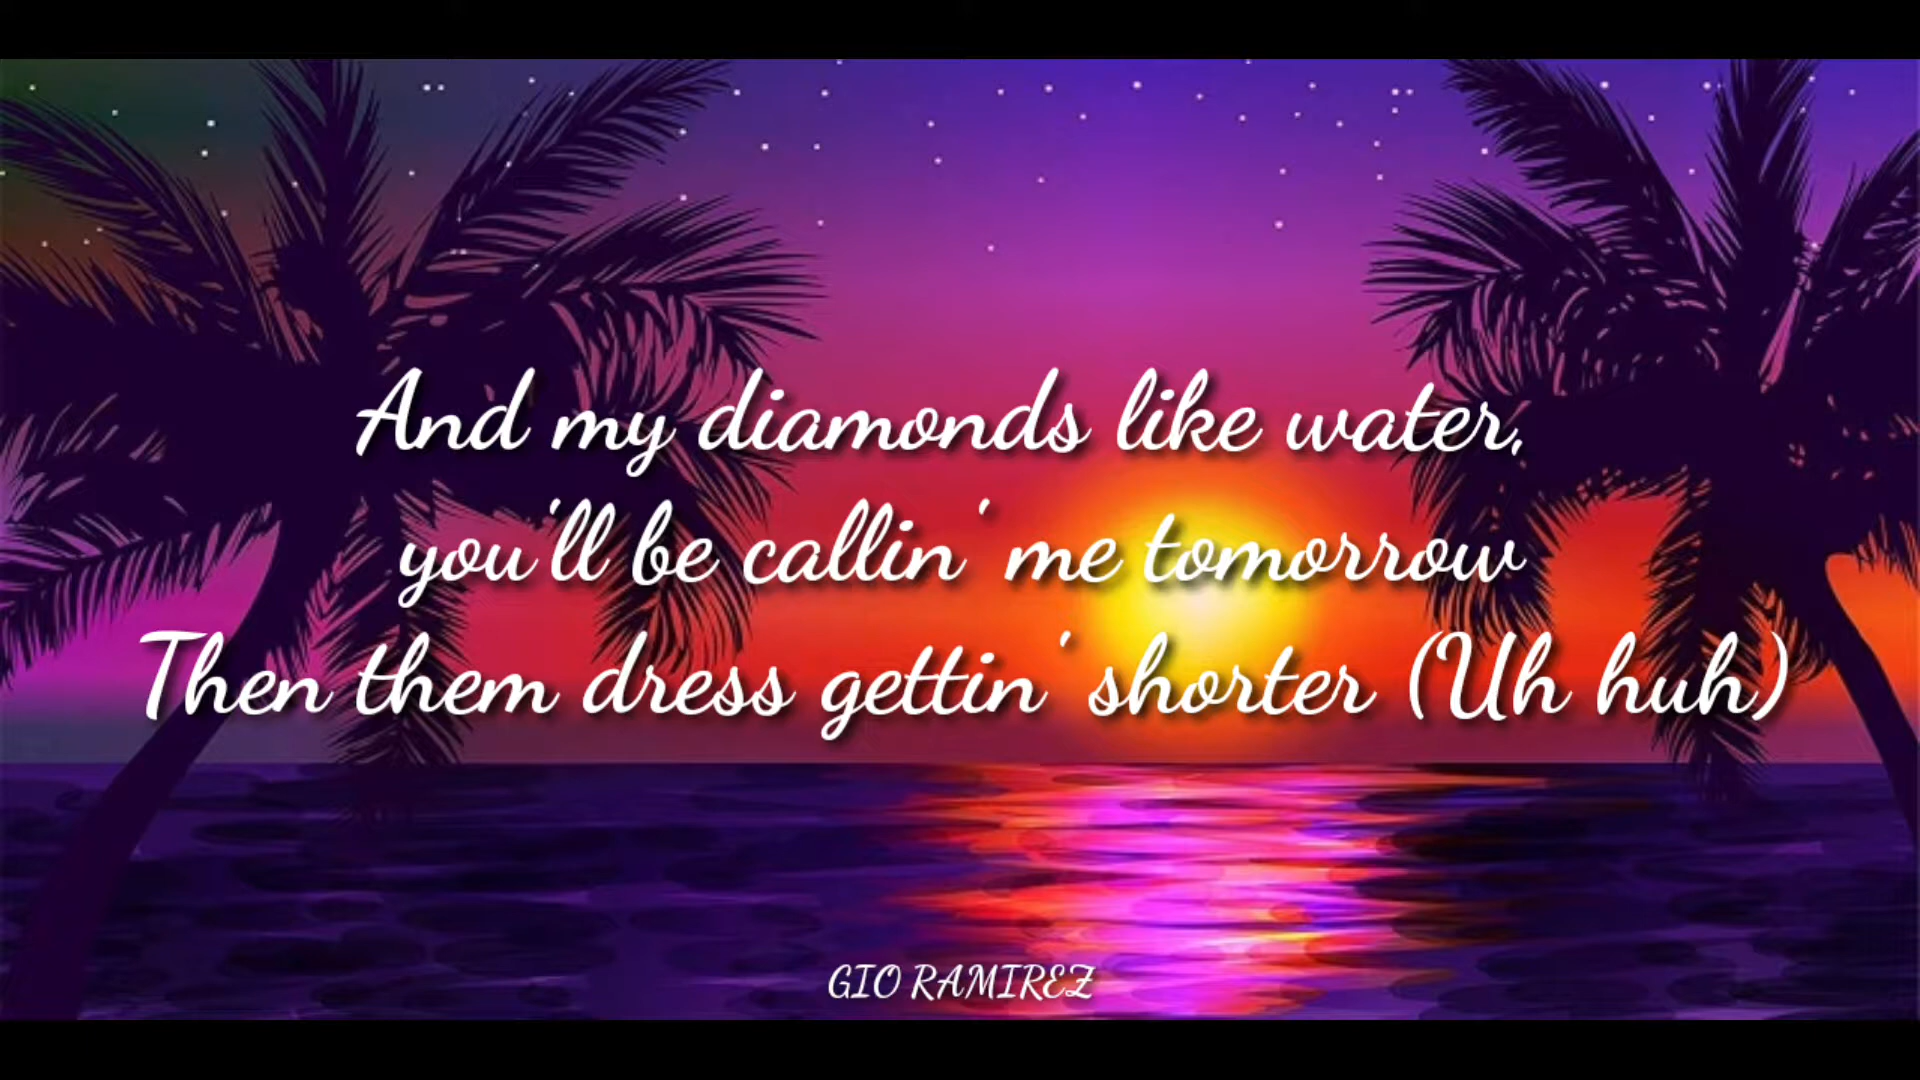 And my diamonds like water,
you'll be callin' me tomorrow
Then them dress gettin' shorter (Uh huh)
GIO RAMIREZ